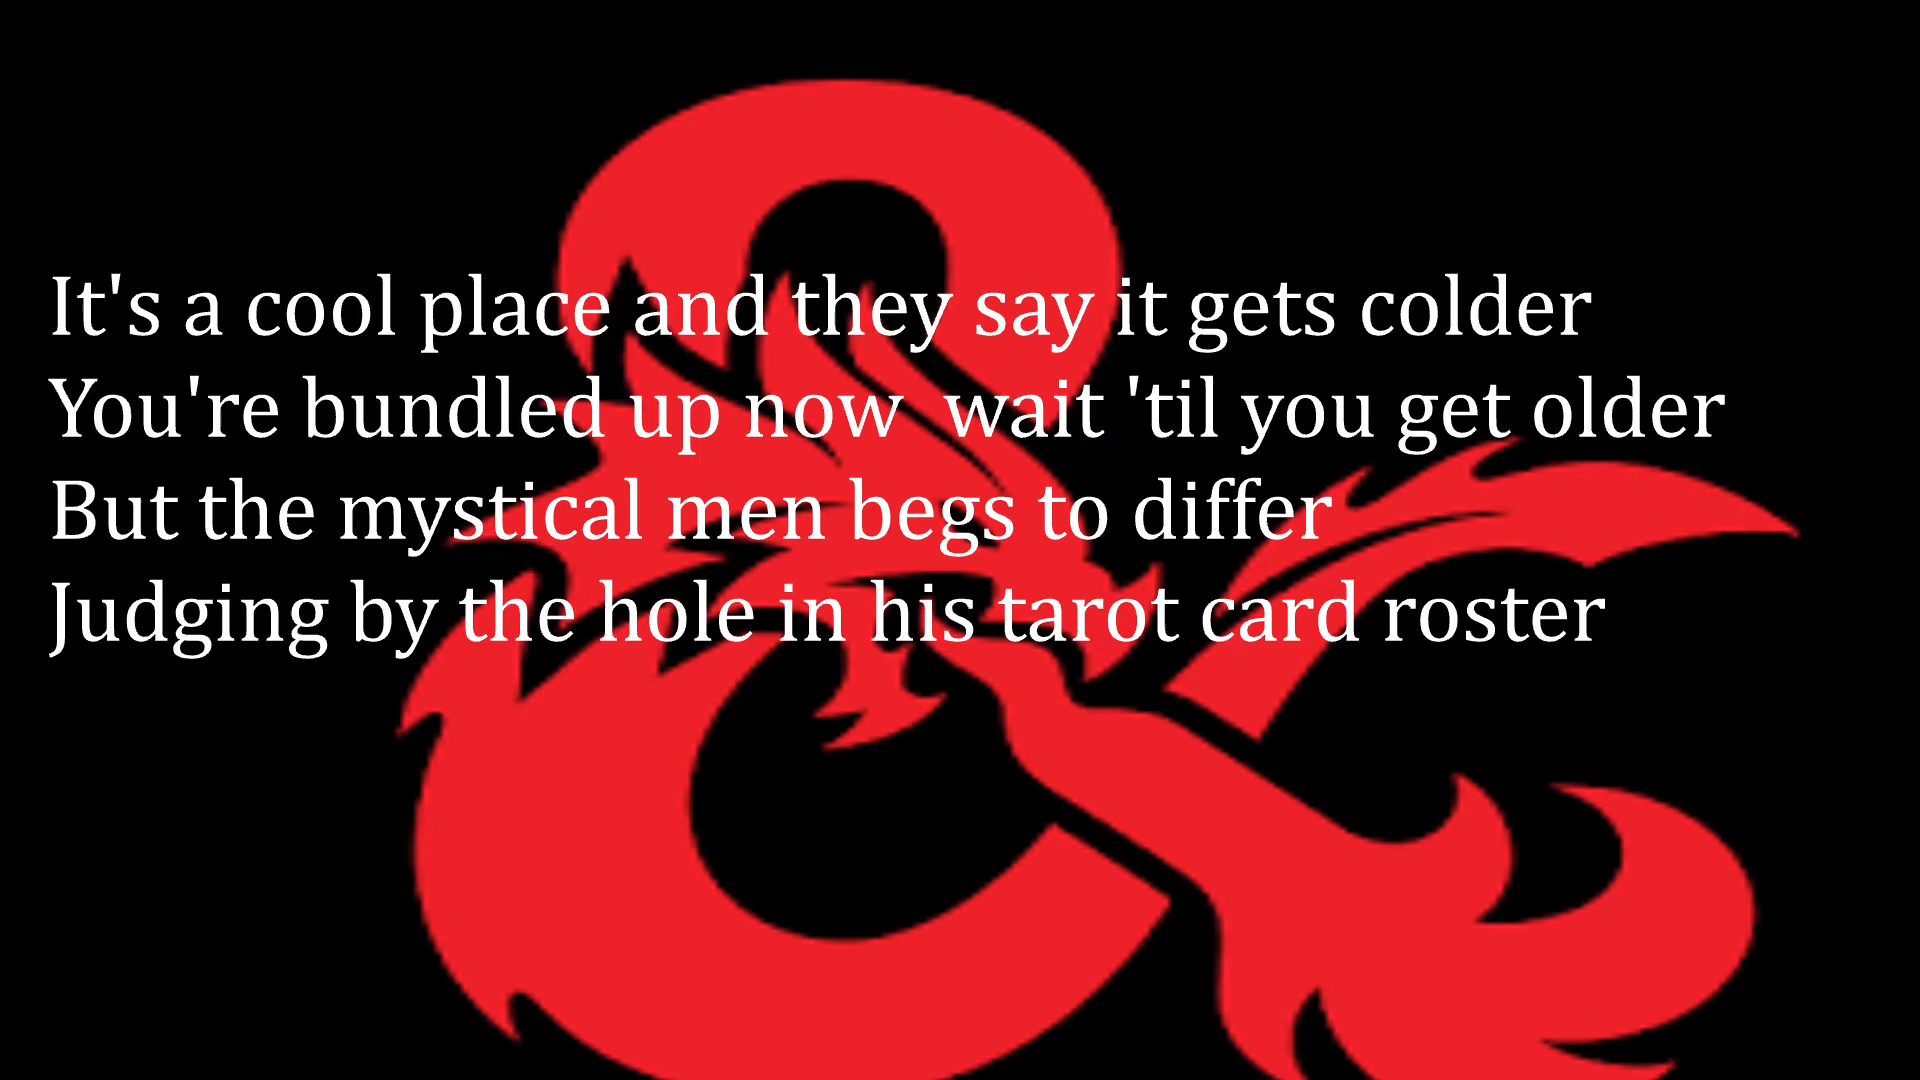 It's a cool place and they say it gets colder
You're bundled up now  wait 'til you get older
But the mystical men begs to differ
Judging by the hole in his tarot card roster